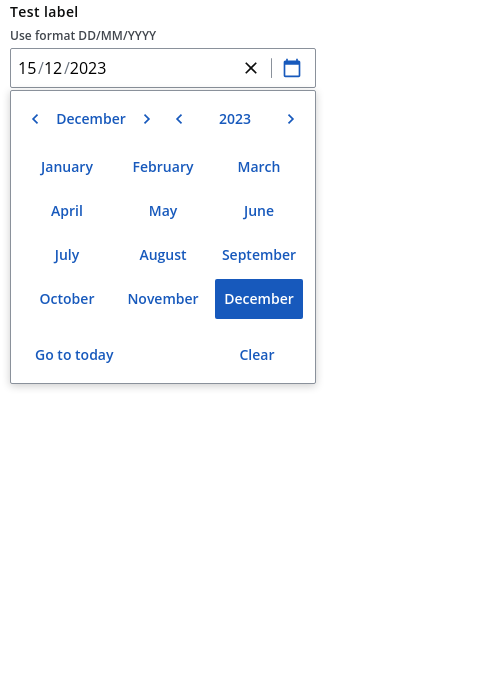 Test label
Use format DD/MM/YYYY
15/12/2023
December 2023
January February March
April May June
July August September
October November December
Go to today Clear